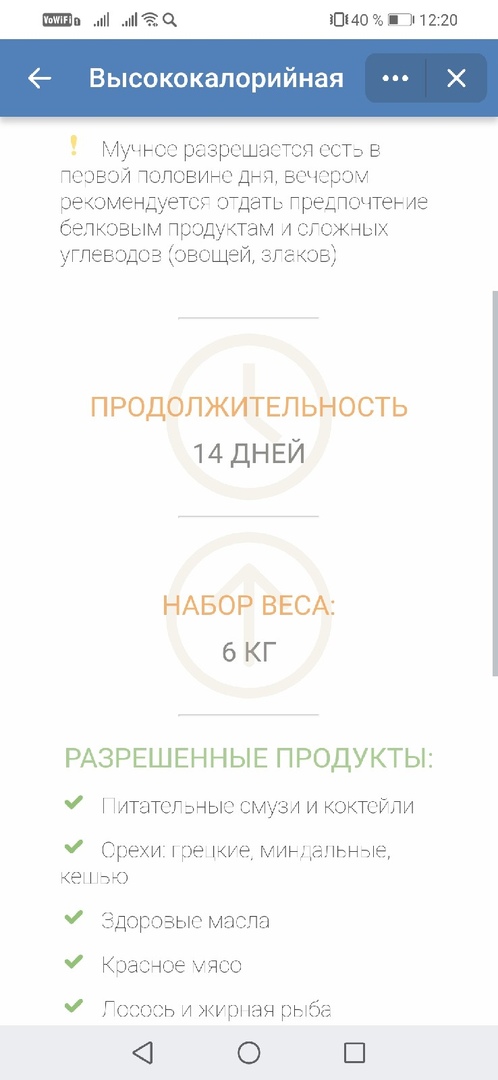 VoWiFi 40 % 12:20
Высококалорийная
Мучное разрешается есть в
первой половине дня, вечером
рекомендуется отдать предпочтение
белковым продуктам и сложных
углеводов (овощей, злаков)
ПРОДОЛЖИТЕЛЬНОСТЬ
14 ДНЕЙ
НАБОР ВЕСА:
6 КГ
РАЗРЕШЕННЫЕ ПРОДУКТЫ:
Питательные смузи и коктейли
Орехи: грецкие, миндальные,
кешью
Здоровые масла
Красное мясо
Лосось и жирная рыба